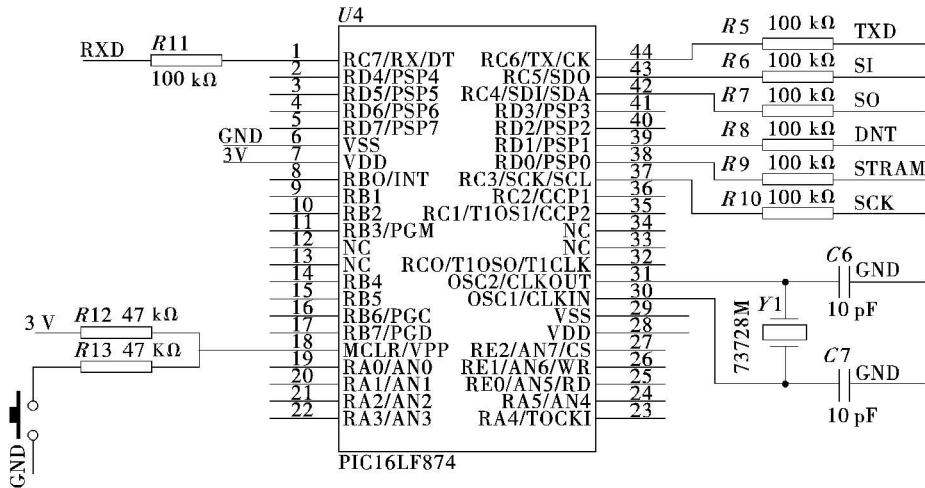 U4
RXD
R11
100 kΩ
1 RC7/RX/DT
2 RD4/PSP4
3 RD5/PSP5
4 RD6/PSP6
5 RD7/PSP7
GND 6 VSS
3V 7 VDD
8 RBO/INT
9 RB1
10 RB2
11 RB3/PGM
12 NC
13 NC
14 RB4
15 RB5
16 RB6/PGC
17 RB7/PGD
18 MCLR/VPP
19 RA0/AN0
20 RA1/AN1
21 RA2/AN2
22 RA3/AN3
3 V
R12 47 kΩ
R13 47 KΩ
GND
RC6/TX/CK 44
RC5/SDO 43
RC4/SDI/SDA 42
RD3/PSP3 41
RD2/PSP2 40
RD1/PSP1 39
RD0/PSP0 38
RC3/SCK/SCL 37
RC2/CCP1 36
RC1/T1OS1/CCP2 35
NC 34
NC 33
RCO/T1OSO/T1CLK 32
OSC2/CLKOUT 31
OSC1/CLKIN 30
VSS 29
VDD 28
RE2/AN7/CS 27
RE1/AN6/WR 26
RE0/AN5/RD 25
RA5/AN4 24
RA4/TOCKI 23
R5 100 kΩ TXD
R6 100 kΩ SI
R7 100 kΩ SO
R8 100 kΩ DNT
R9 100 kΩ STRAM
R10 100 kΩ SCK
C6 GND
10 pF
Y1
73728M
C7 GND
10 pF
PIC16LF874